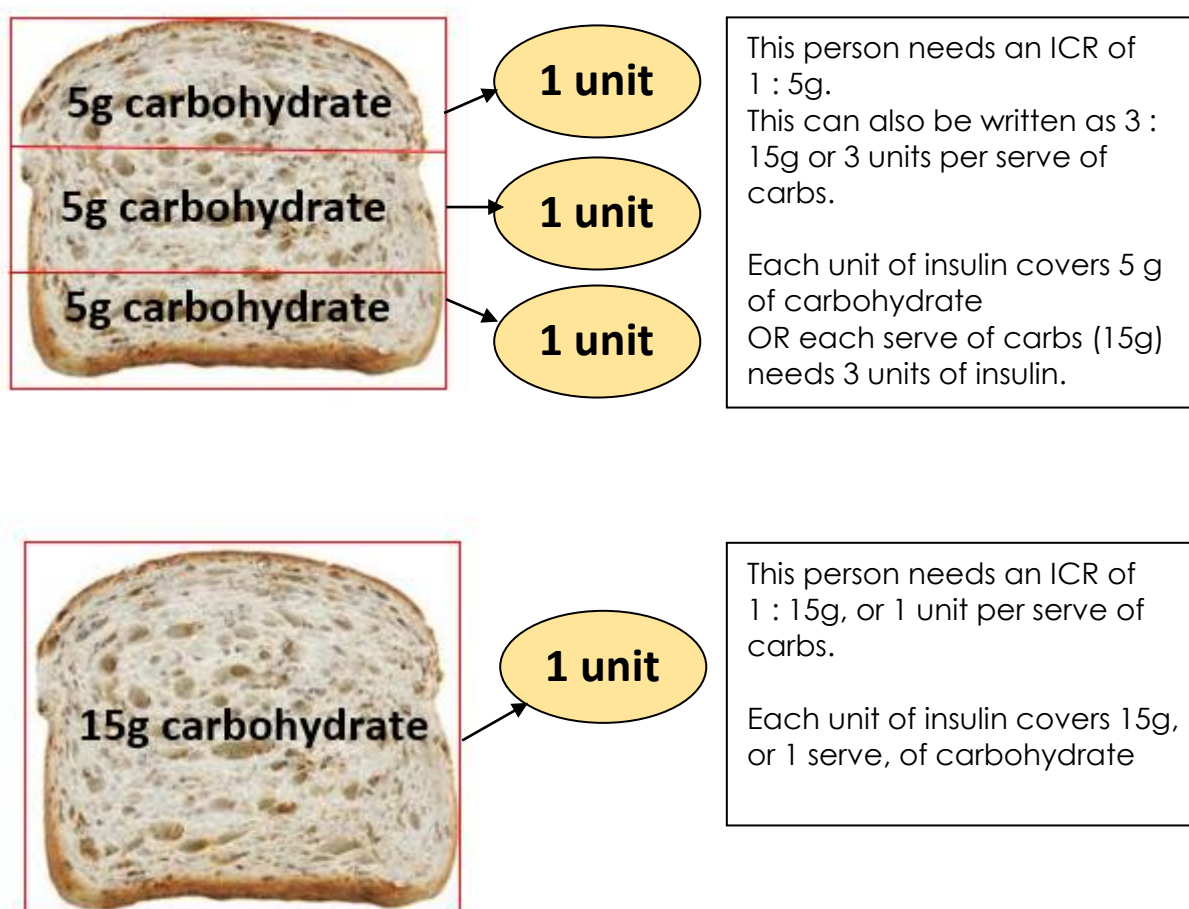 5g carbohydrate
1 unit
5g carbohydrate
1 unit
5g carbohydrate
1 unit
This person needs an ICR of
1 : 5g.
This can also be written as 3 :
15g or 3 units per serve of
carbs.
Each unit of insulin covers 5 g
of carbohydrate
OR each serve of carbs (15g)
needs 3 units of insulin.
15g carbohydrate
1 unit
This person needs an ICR of
1 : 15g, or 1 unit per serve of
carbs.
Each unit of insulin covers 15g,
or 1 serve, of carbohydrate